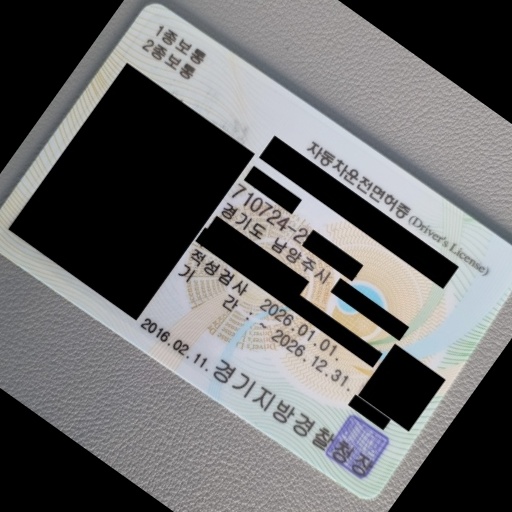 1종보통
2종보통
자동차운전면허증 (Driver's License)
710724-2
경기도 남양주시
적성검사 2026.01.01.
기 간 : ~ 2026.12.31.
2016.02.11. 경기지방경찰청장